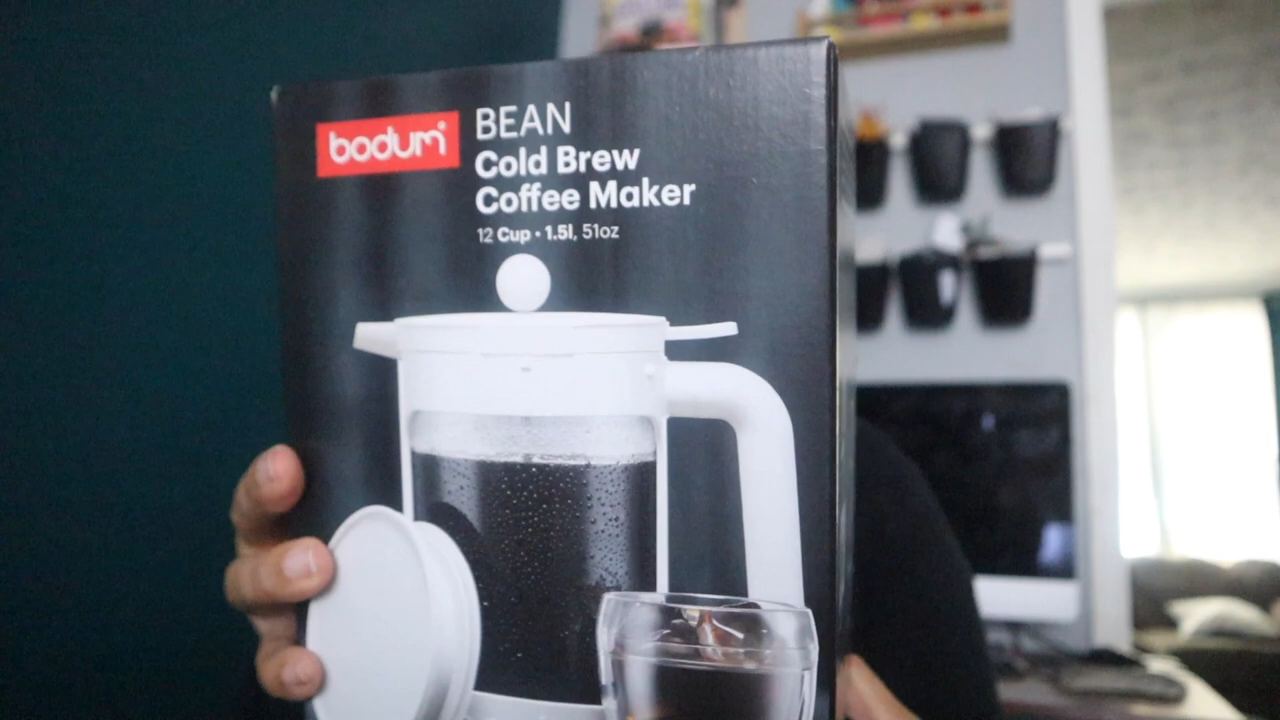 bodum®
BEAN
Cold Brew
Coffee Maker
12 Cup • 1.5l, 51oz